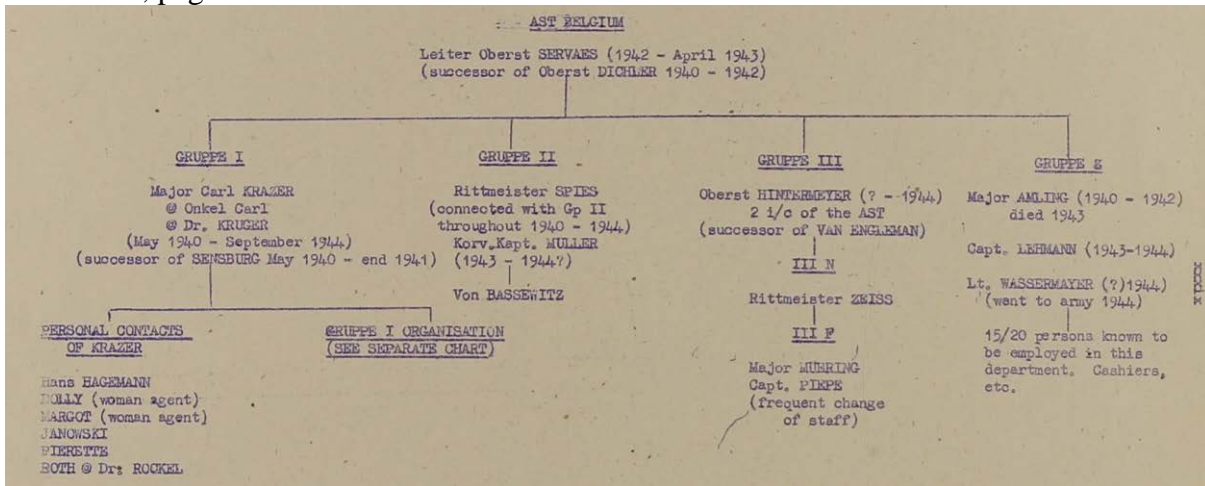 AST BELGIUM
Leiter Oberst SERVAES (1942 - April 1943)
(successor of Oberst DICHLER 1940 - 1942)
GRUPPE I
Major Carl KRAZER
@ Onkel Carl
@ Dr. KRUGER
(May 1940 - September 1944)
(successor of SENSBURG May 1940 - end 1941)
PERSONAL CONTACTS
OF KRAZER
Hans HAGEMANN
DOLLY (woman agent)
MARGOT (woman agent)
JANOWSKI
PIERETTE
ROTH @ Dr: ROCKEL
GRUPPE I ORGANISATION
(SEE SEPARATE CHART)
GRUPPE II
Rittmeister SPIES
(connected with Gp II
throughout 1940 - 1944)
Korv.Kapt. MULLER
(1943 - 1944?)
Von BASSEWITZ
GRUPPE III
Oberst HINTERMEYER (? - 1944)
2 i/c of the AST
(successor of VAN ENGLEMAN)
III N
Rittmeister ZEISS
III F
Major MUHRING
Capt. PIEPE
(frequent change
of staff)
GRUPPE Z
Major AMLING (1940 - 1942)
died 1943
Capt. LEHMANN (1943-1944)
Lt. WASSERMAYER (?)1944)
(went to army 1944)
15/20 persons known to
be employed in this
department. Cashiers,
etc.